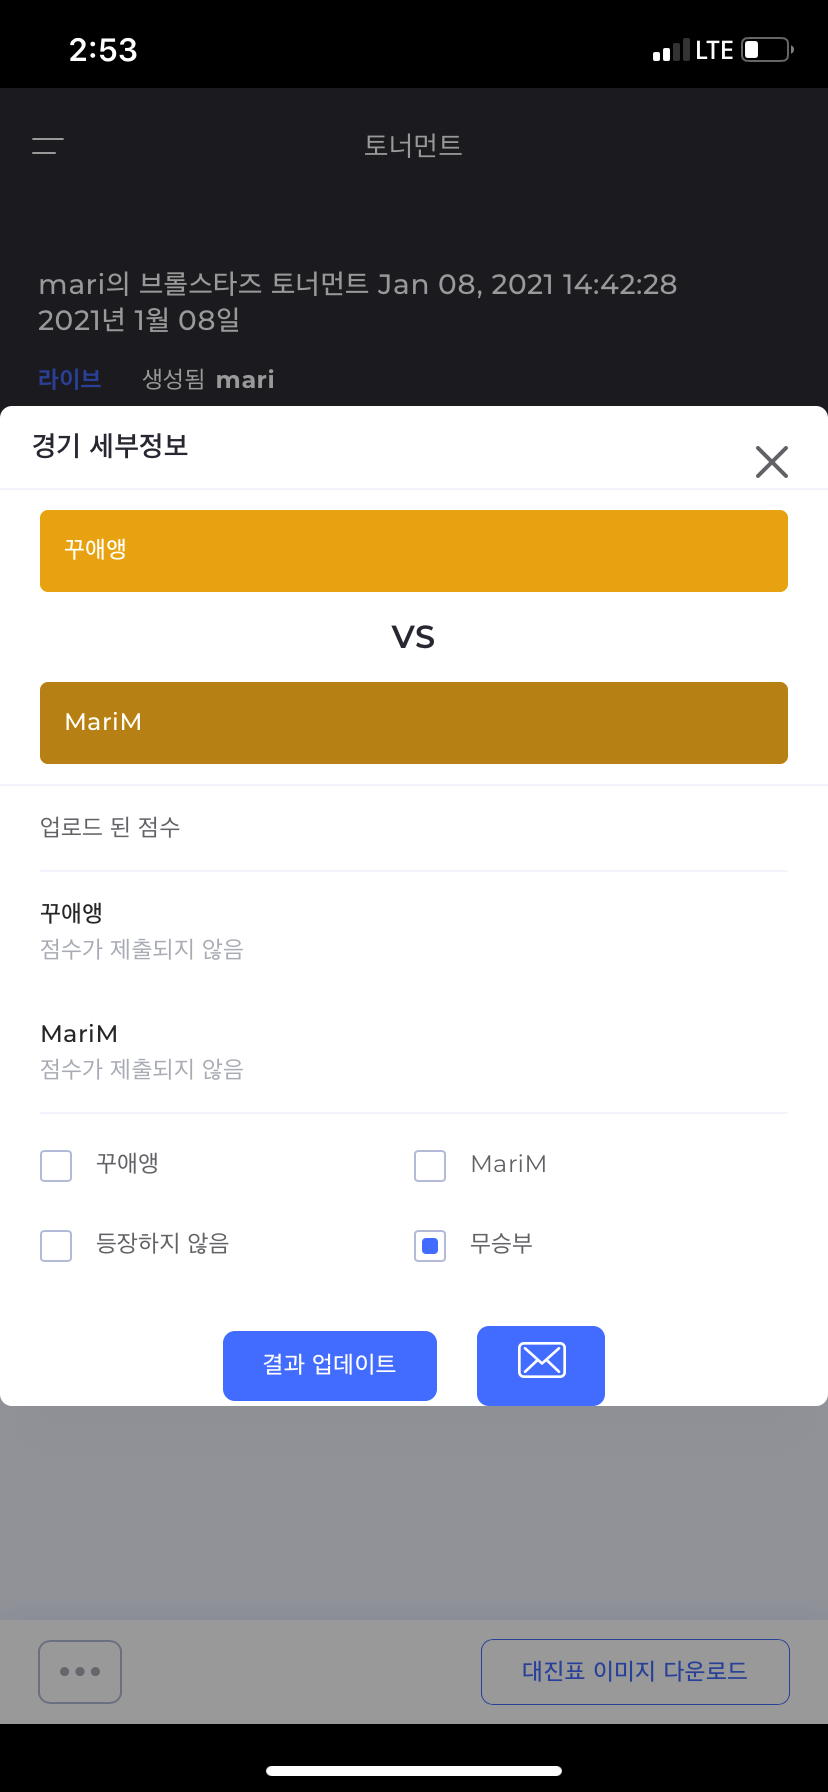 2:53
LTE
토너먼트
mari의 브롤스타즈 토너먼트 Jan 08, 2021 14:42:28
2021년 1월 08일
라이브 생성됨 mari
경기 세부정보
꾸애앵
VS
MariM
업로드 된 점수
꾸애앵
점수가 제출되지 않음
MariM
점수가 제출되지 않음
꾸애앵 MariM
등장하지 않음 무승부
결과 업데이트
대진표 이미지 다운로드